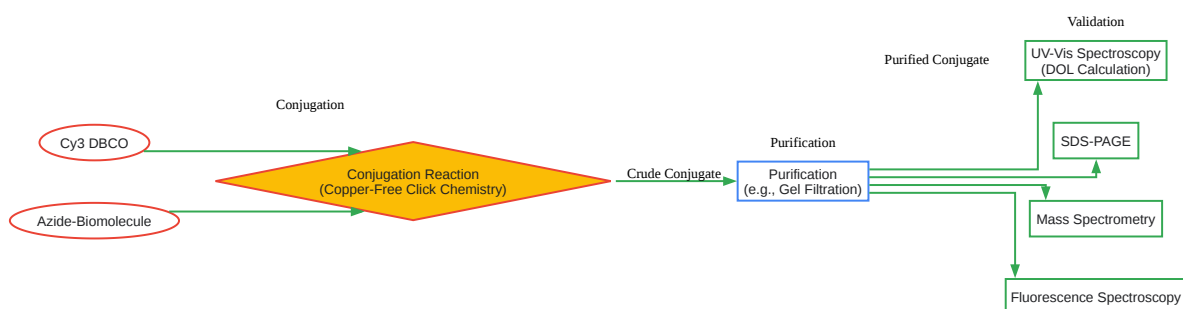 Validation
UV-Vis Spectroscopy
(DOL Calculation)
Purified Conjugate
Conjugation
Cy3 DBCO
SDS-PAGE
Purification
Conjugation Reaction
(Copper-Free Click Chemistry)
Crude Conjugate
Purification
(e.g., Gel Filtration)
Azide-Biomolecule
Mass Spectrometry
Fluorescence Spectroscopy